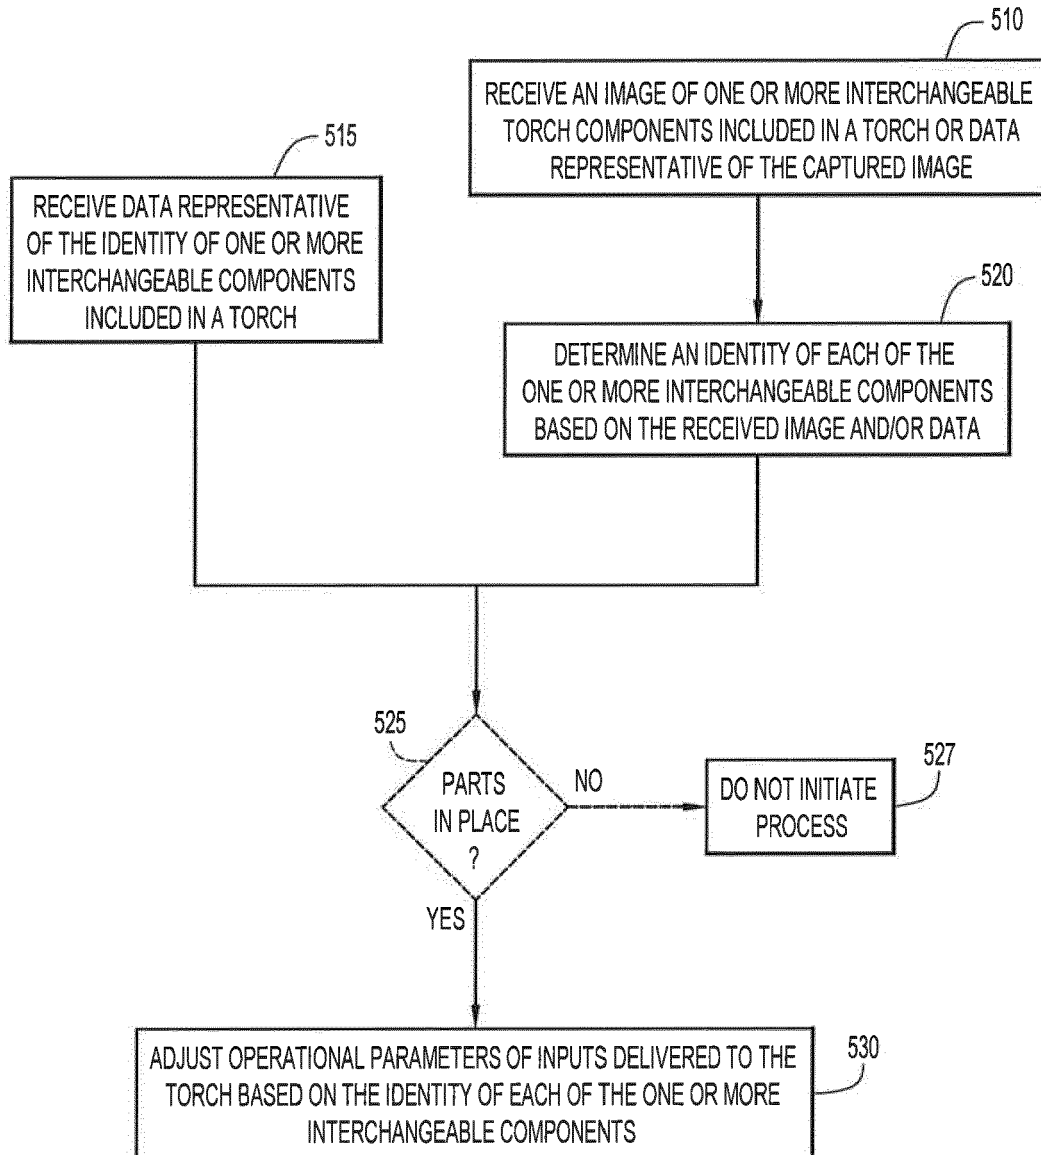 510
RECEIVE AN IMAGE OF ONE OR MORE INTERCHANGEABLE
TORCH COMPONENTS INCLUDED IN A TORCH OR DATA
REPRESENTATIVE OF THE CAPTURED IMAGE
515
RECEIVE DATA REPRESENTATIVE
OF THE IDENTITY OF ONE OR MORE
INTERCHANGEABLE COMPONENTS
INCLUDED IN A TORCH
520
DETERMINE AN IDENTITY OF EACH OF THE
ONE OR MORE INTERCHANGEABLE COMPONENTS
BASED ON THE RECEIVED IMAGE AND/OR DATA
525
PARTS
IN PLACE
?
NO
527
DO NOT INITIATE
PROCESS
YES
530
ADJUST OPERATIONAL PARAMETERS OF INPUTS DELIVERED TO THE
TORCH BASED ON THE IDENTITY OF EACH OF THE ONE OR MORE
INTERCHANGEABLE COMPONENTS